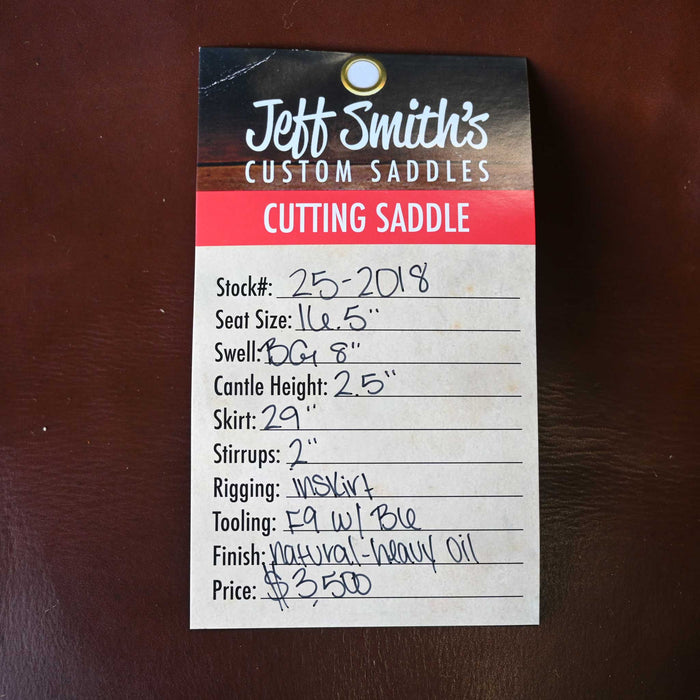 Jeff Smith's
CUSTOM SADDLES
CUTTING SADDLE
Stock#: 25-2018
Seat Size: 16.5"
Swell: BG 8"
Cantle Height: 2.5"
Skirt: 29"
Stirrups: 2"
Rigging: inskirt
Tooling: F9 w/ B16
Finish: natural-heavy oil
Price: $3,500